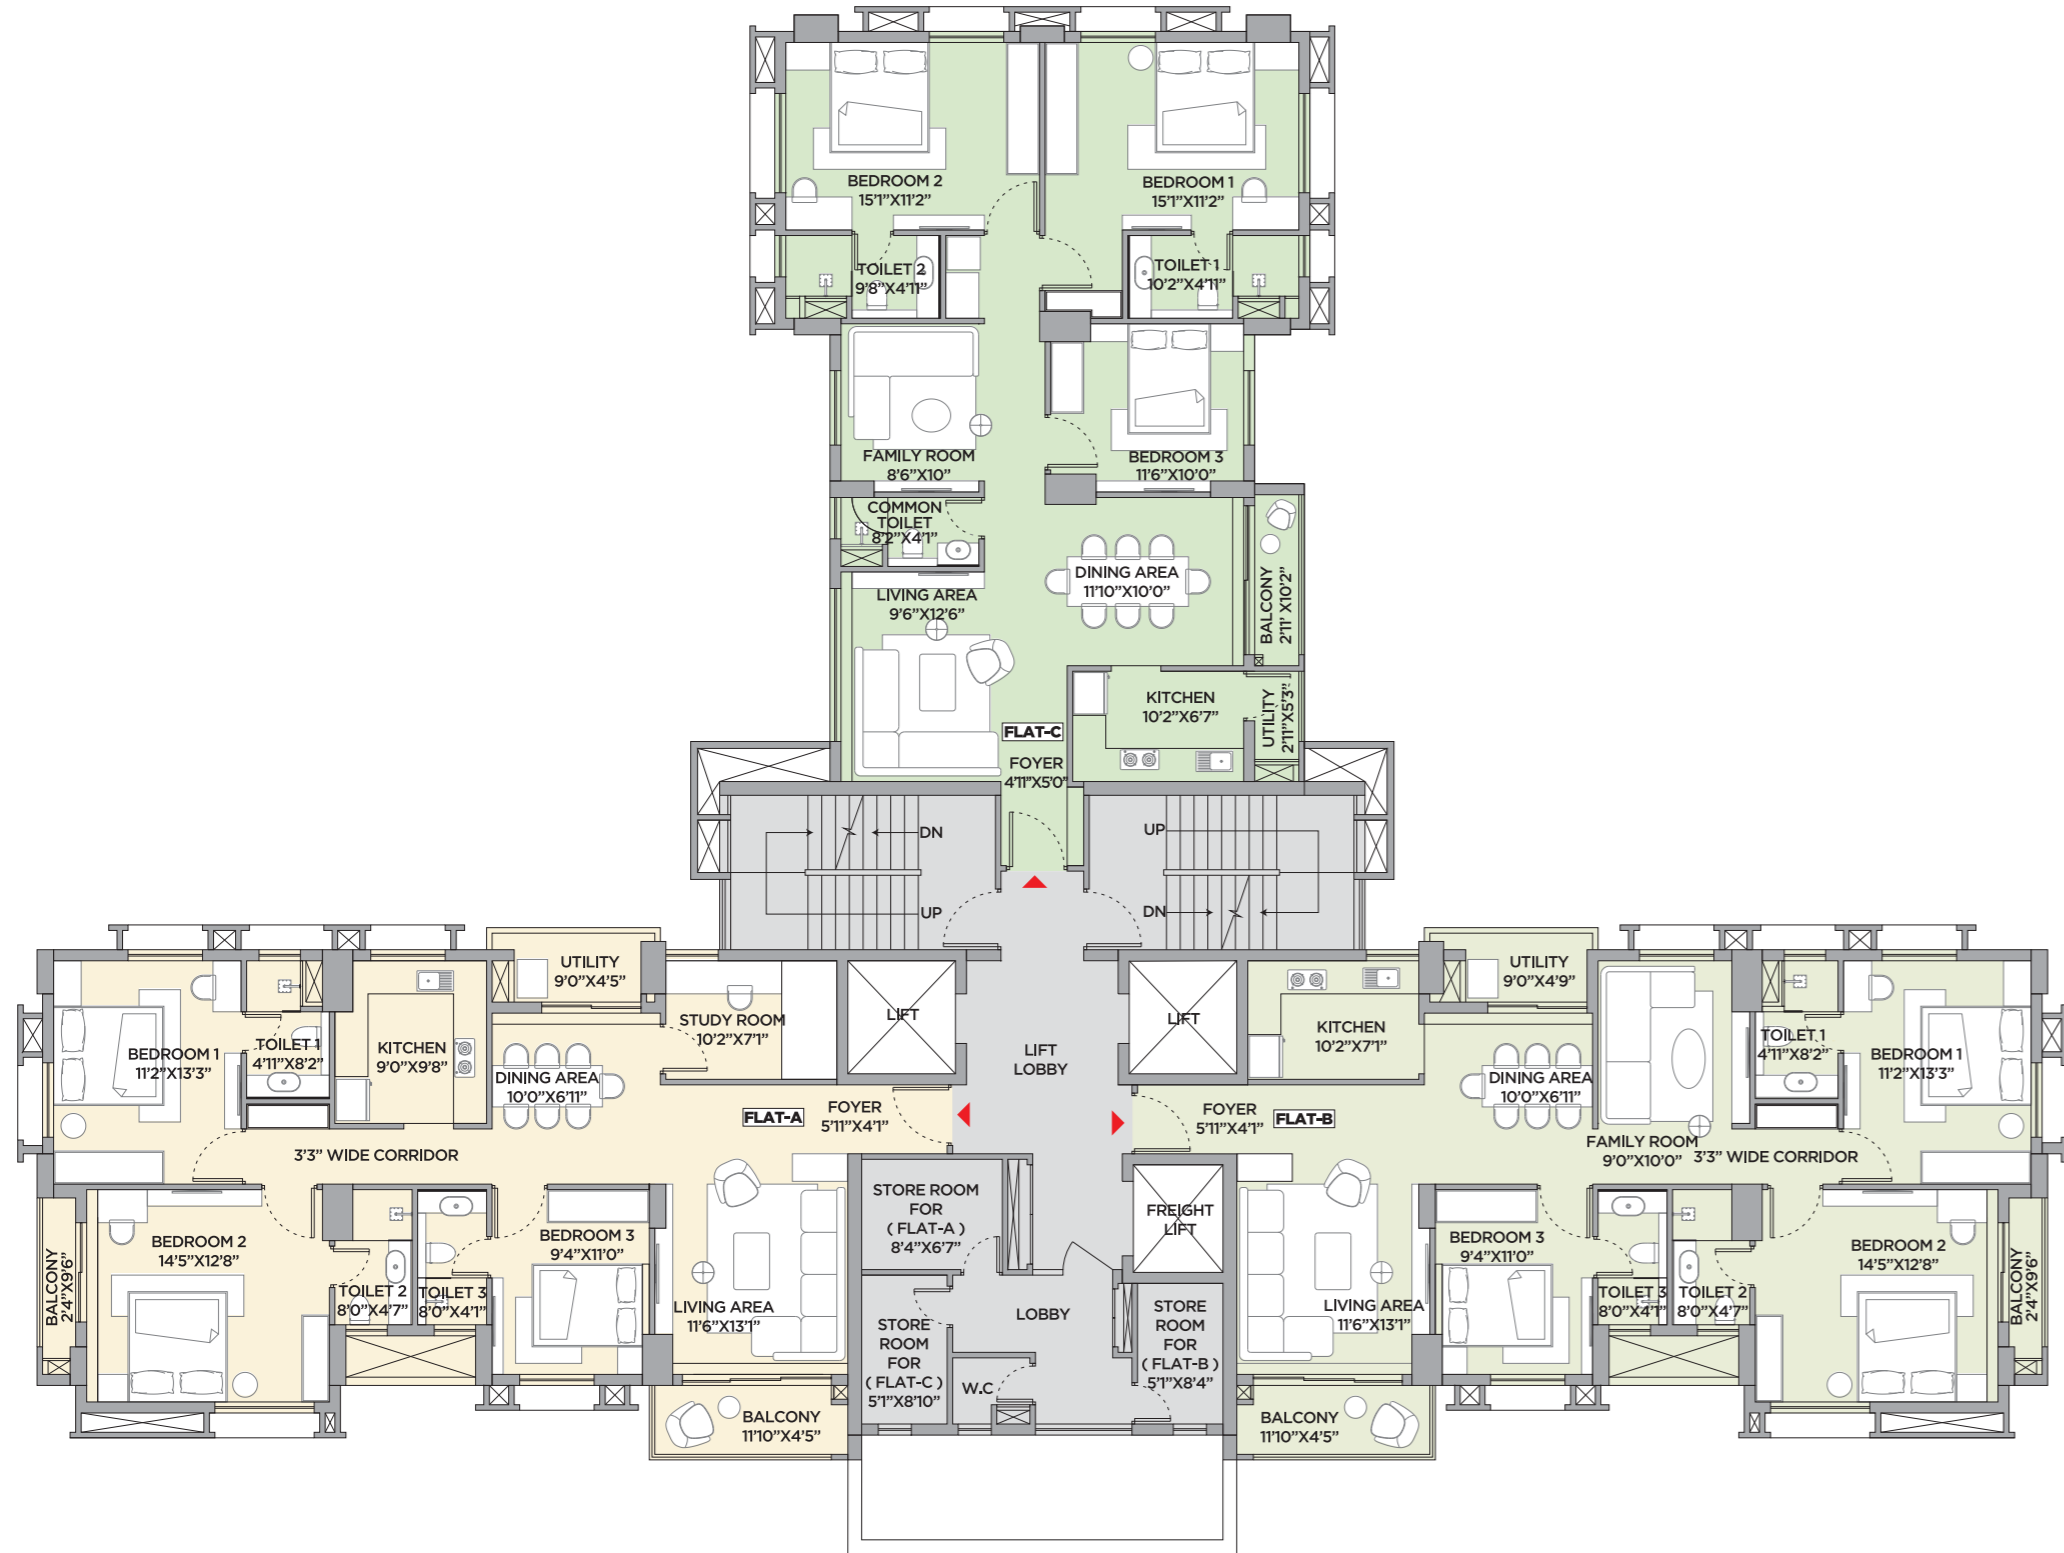 BEDROOM 2
15'1”X11'2”
BEDROOM 1
15'1”X11'2”
TOILET 2
9'8”X4'11”
TOILET 1
10'2”X4'11”
FAMILY ROOM
8'6”X10”
BEDROOM 3
11'6”X10'0”
COMMON
TOILET
8'2”X4'1”
DINING AREA
11'10”X10'0”
BALCONY
2'11' X10'2”
LIVING AREA
9'6”X12'6”
KITCHEN
10'2”X6'7”
UTILITY
2'11”X5'3”
FLAT-C
FOYER
4'11”X5'0”
DN
UP
UP
DN
UTILITY
9'0”X4'5”
STUDY ROOM
10'2”X7'1”
LIFT
LIFT
LIFT
LOBBY
KITCHEN
10'2”X7'1”
UTILITY
9'0”X4'9”
BEDROOM 1
11'2”X13'3”
TOILET 1
4'11”X8'2”
KITCHEN
9'0”X9'8”
DINING AREA
10'0”X6'11”
DINING AREA
10'0”X6'11”
TOILET 1
4'11”X8'2”
BEDROOM 1
11'2”X13'3”
FLAT-A
FOYER
5'11”X4'1”
FOYER
5'11”X4'1”
FLAT-B
FAMILY ROOM
9'0”X10'0”
3'3” WIDE CORRIDOR
3'3” WIDE CORRIDOR
STORE ROOM
FOR
( FLAT-A )
8'4”X6'7”
FREIGHT
LIFT
BALCONY
2'4”X9'6”
BEDROOM 2
14'5”X12'8”
TOILET 2
8'0”X4'7”
TOILET 3
8'0”X4'1”
BEDROOM 3
9'4”X11'0”
LIVING AREA
11'6”X13'1”
STORE
ROOM
FOR
( FLAT-C )
5'1”X8'10”
LOBBY
W.C
STORE
ROOM
FOR
( FLAT-B )
5'1”X8'4”
LIVING AREA
11'6”X13'1”
BEDROOM 3
9'4”X11'0”
TOILET 3
8'0”X4'1”
TOILET 2
8'0”X4'7”
BEDROOM 2
14'5”X12'8”
BALCONY
2'4”X9'6”
BALCONY
11'10”X4'5”
BALCONY
11'10”X4'5”